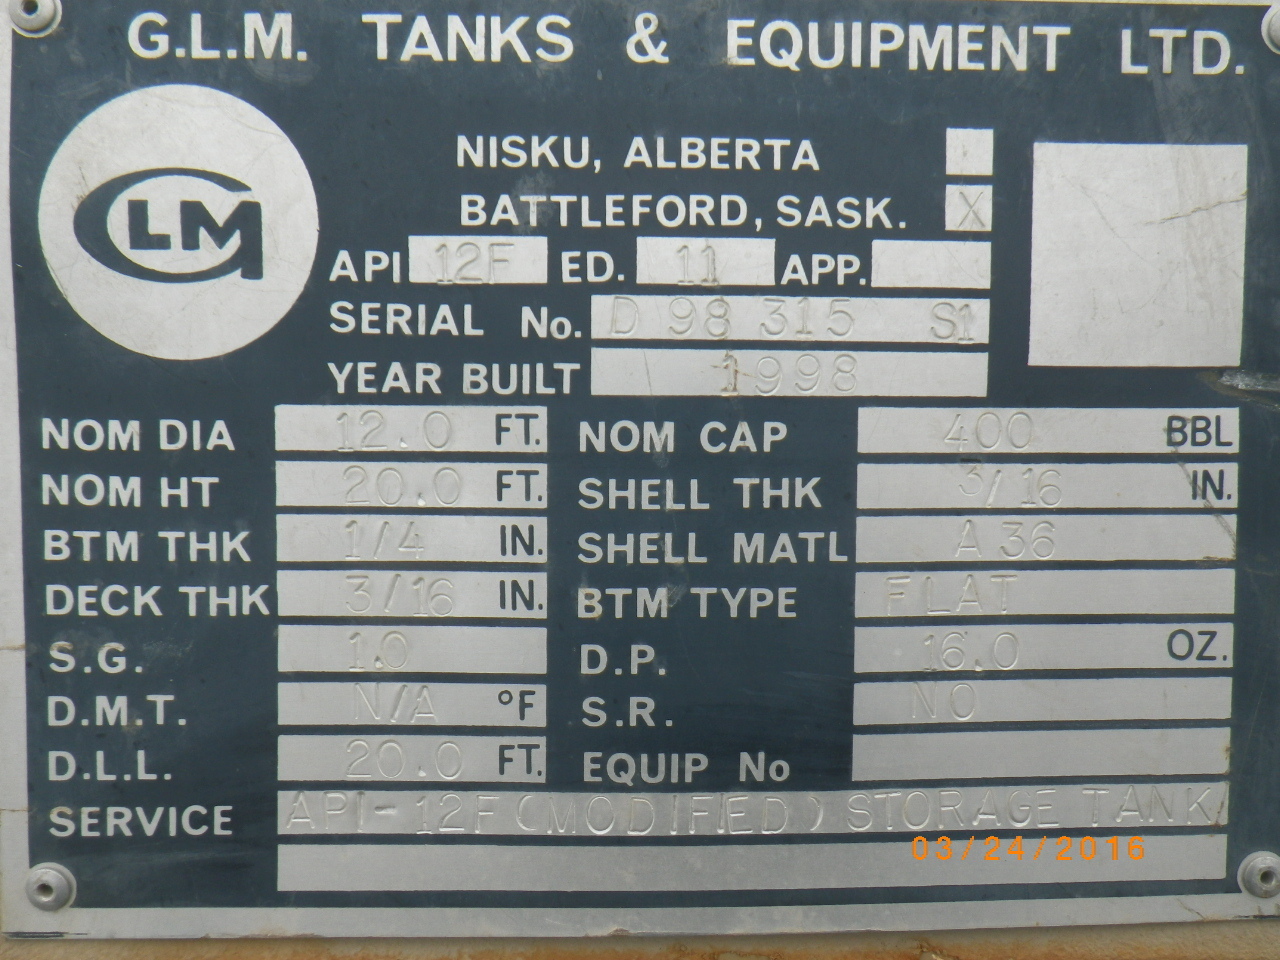 G.L.M. TANKS & EQUIPMENT LTD.
GLM
NISKU, ALBERTA
BATTLEFORD, SASK. X
API 12F ED. 11 APP.
SERIAL No. D 98 315 S1
YEAR BUILT 1998
NOM DIA 12.0 FT. NOM CAP 400 BBL
NOM HT 20.0 FT. SHELL THK 3/16 IN.
BTM THK 1/4 IN. SHELL MATL A 36
DECK THK 3/16 IN. BTM TYPE FLAT
S.G. 1.0 D.P. 16.0 OZ.
D.M.T. N/A °F S.R. NO
D.L.L. 20.0 FT. EQUIP No
SERVICE API-12F (MODIFIED) STORAGE TANK
03/24/2016